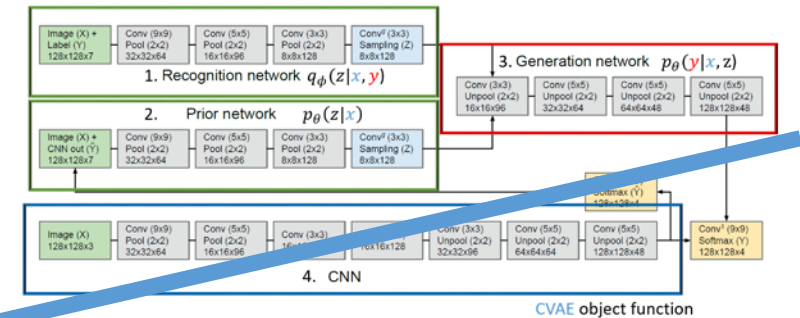 Image (X) +
Label (Y)
128x128x7
Conv (9x9)
Pool (2x2)
32x32x64
Conv (5x5)
Pool (2x2)
16x16x96
Conv (3x3)
Pool (2x2)
8x8x128
Convᵍ (3x3)
Sampling (Z)
8x8x128
1. Recognition network qϕ(z|x,y)
2. Prior network pθ(z|x)
Image (X) +
CNN out (Ŷ)
128x128x7
Conv (9x9)
Pool (2x2)
32x32x64
Conv (5x5)
Pool (2x2)
16x16x96
Conv (3x3)
Pool (2x2)
8x8x128
Convᵍ (3x3)
Sampling (Z)
8x8x128
3. Generation network pθ(y|x,z)
Conv (3x3)
Unpool (2x2)
16x16x96
Conv (5x5)
Unpool (2x2)
32x32x64
Conv (5x5)
Unpool (2x2)
64x64x48
Conv (5x5)
Unpool (2x2)
128x128x48
Softmax (Ŷ)
128x128x4
Image (X)
128x128x3
Conv (9x9)
Pool (2x2)
32x32x64
Conv (5x5)
Pool (2x2)
16x16x96
Conv (3x3)
16x16x128
Conv (3x3)
Unpool (2x2)
32x32x96
Conv (5x5)
Unpool (2x2)
64x64x64
Conv (5x5)
Unpool (2x2)
128x128x48
Conv¹ (9x9)
Softmax (Y)
128x128x4
4. CNN
CVAE object function